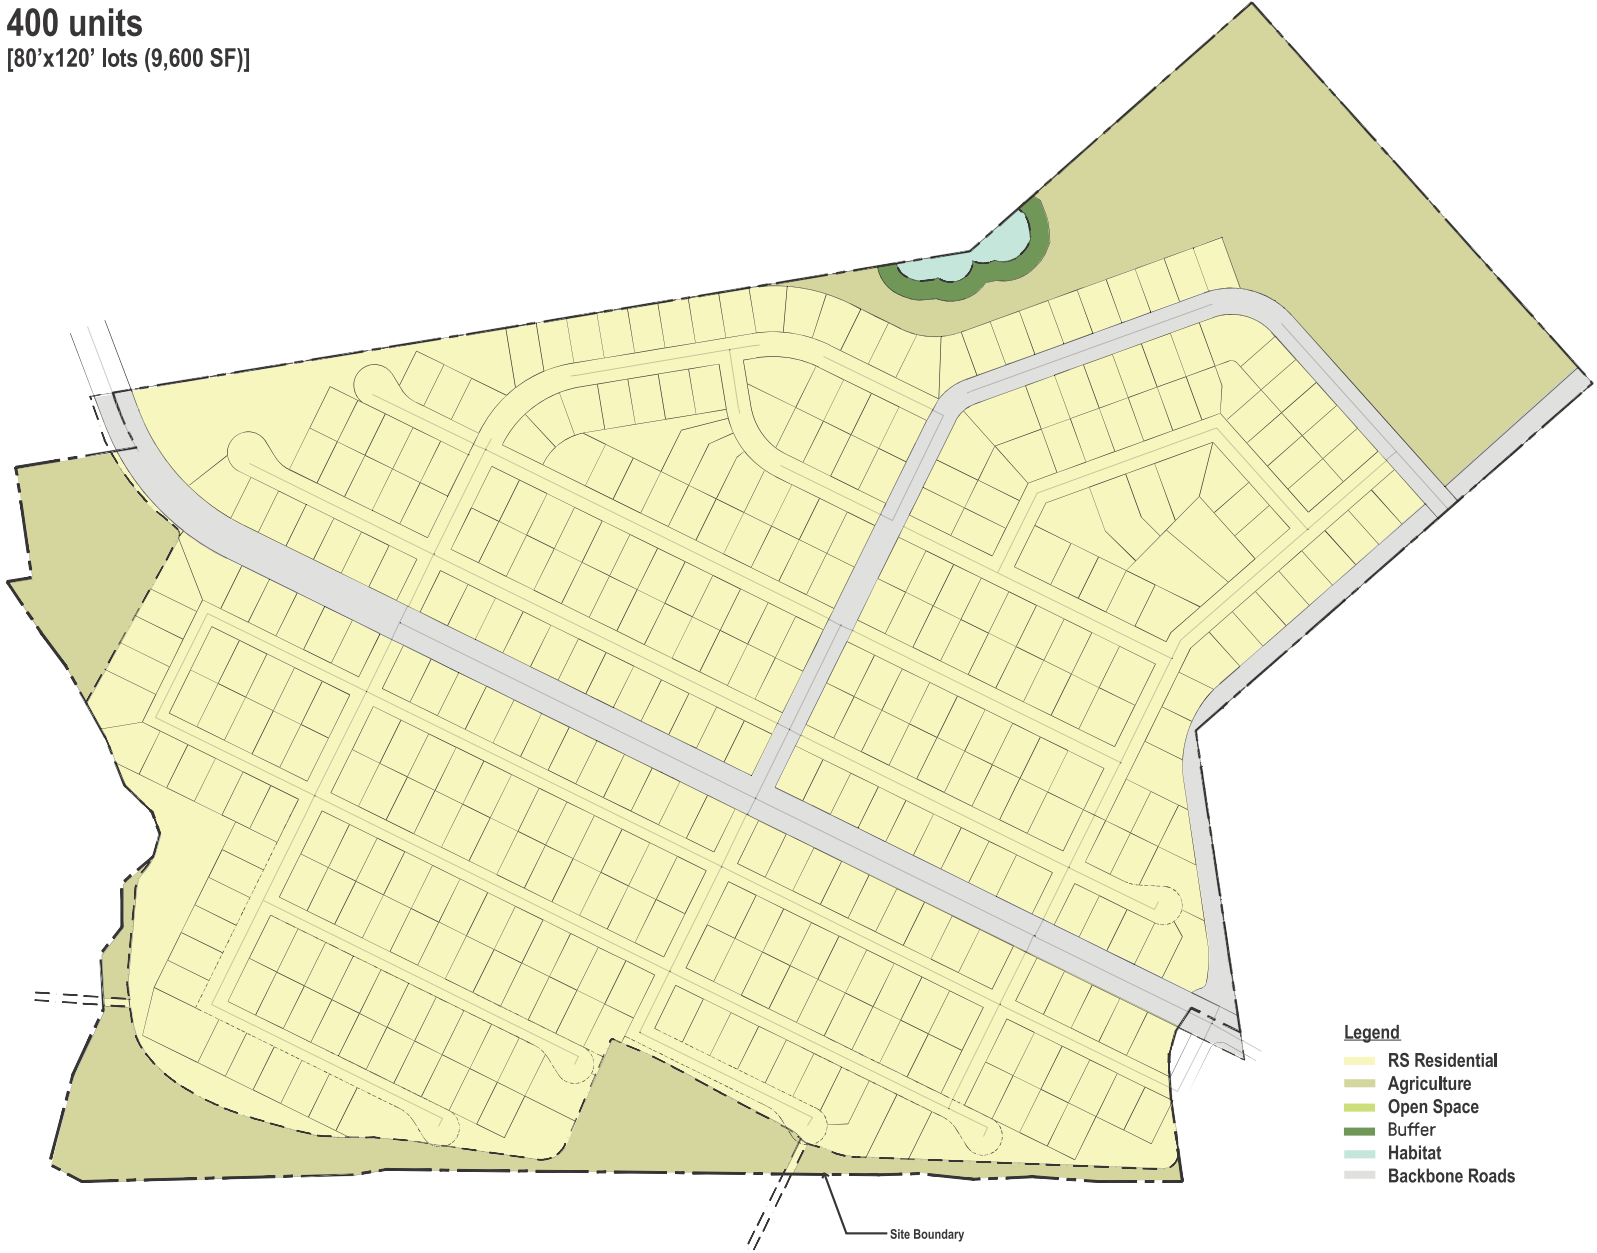 400 units
[80’x120’ lots (9,600 SF)]
Legend
RS Residential
Agriculture
Open Space
Buffer
Habitat
Backbone Roads
Site Boundary